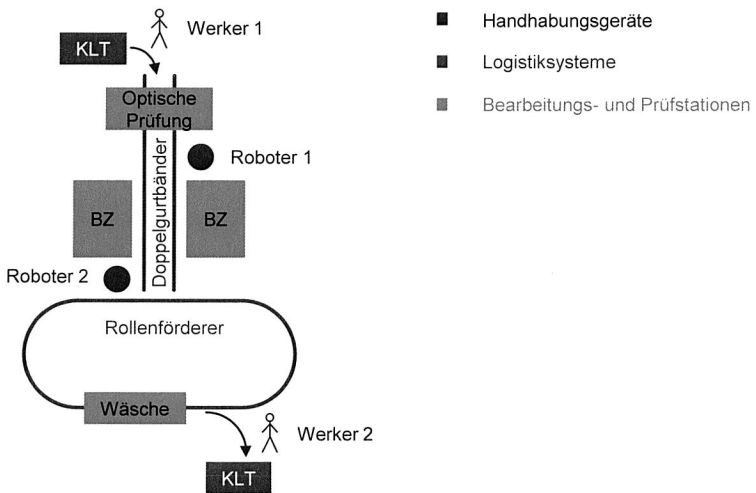 Werker 1
KLT
Optische
Prüfung
Roboter 1
Doppelgurtbänder
BZ
BZ
Roboter 2
Rollenförderer
Wäsche
Werker 2
KLT
Handhabungsgeräte
Logistiksysteme
Bearbeitungs- und Prüfstationen